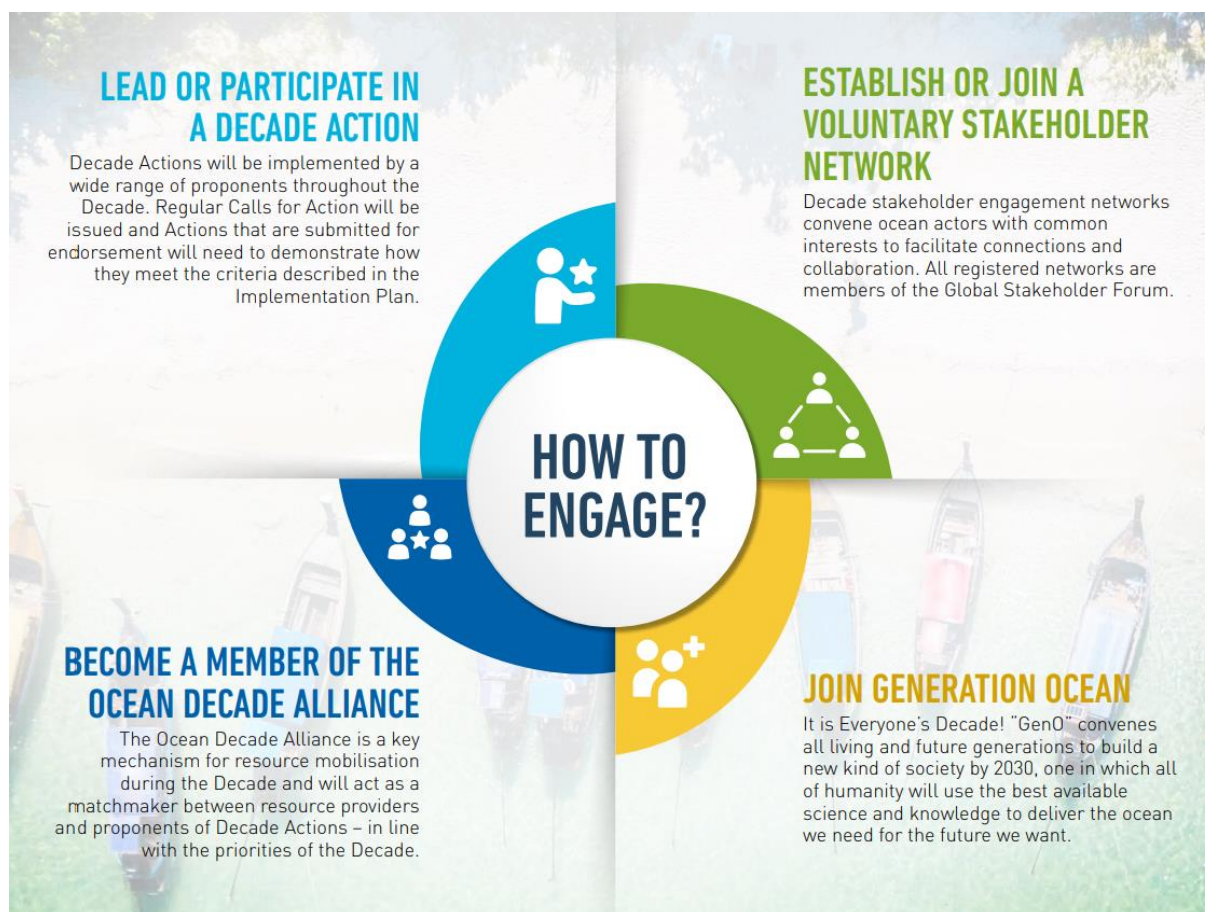 LEAD OR PARTICIPATE IN
A DECADE ACTION
Decade Actions will be implemented by a
wide range of proponents throughout the
Decade. Regular Calls for Action will be
issued and Actions that are submitted for
endorsement will need to demonstrate how
they meet the criteria described in the
Implementation Plan.
ESTABLISH OR JOIN A
VOLUNTARY STAKEHOLDER
NETWORK
Decade stakeholder engagement networks
convene ocean actors with common
interests to facilitate connections and
collaboration. All registered networks are
members of the Global Stakeholder Forum.
HOW TO
ENGAGE?
BECOME A MEMBER OF THE
OCEAN DECADE ALLIANCE
The Ocean Decade Alliance is a key
mechanism for resource mobilisation
during the Decade and will act as a
matchmaker between resource providers
and proponents of Decade Actions – in line
with the priorities of the Decade.
JOIN GENERATION OCEAN
It is Everyone's Decade! "GenO" convenes
all living and future generations to build a
new kind of society by 2030, one in which all
of humanity will use the best available
science and knowledge to deliver the ocean
we need for the future we want.